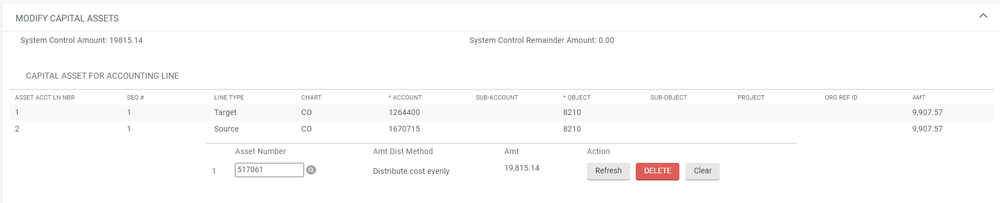 MODIFY CAPITAL ASSETS
System Control Amount: 19815.14 System Control Remainder Amount: 0.00
CAPITAL ASSET FOR ACCOUNTING LINE
ASSET ACCT LN NBR SEQ # LINE TYPE CHART * ACCOUNT SUB-ACCOUNT * OBJECT SUB-OBJECT PROJECT ORG REF ID AMT
1 1 Target CO 1264400 8210 9,907.57
2 1 Source CO 1670715 8210 9,907.57
Asset Number Amt Dist Method Amt Action
1 517061 Distribute cost evenly 19,815.14 Refresh DELETE Clear